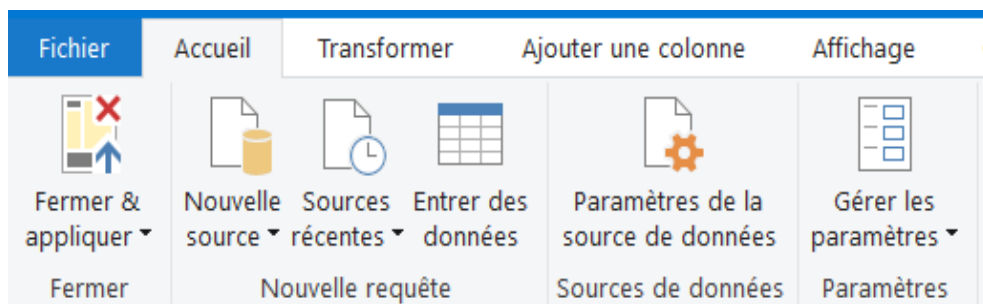 Fichier Accueil Transformer Ajouter une colonne Affichage
Fermer & Nouvelle Sources Entrer des Paramètres de la Gérer les
appliquer source récentes données source de données paramètres
Fermer Nouvelle requête Sources de données Paramètres